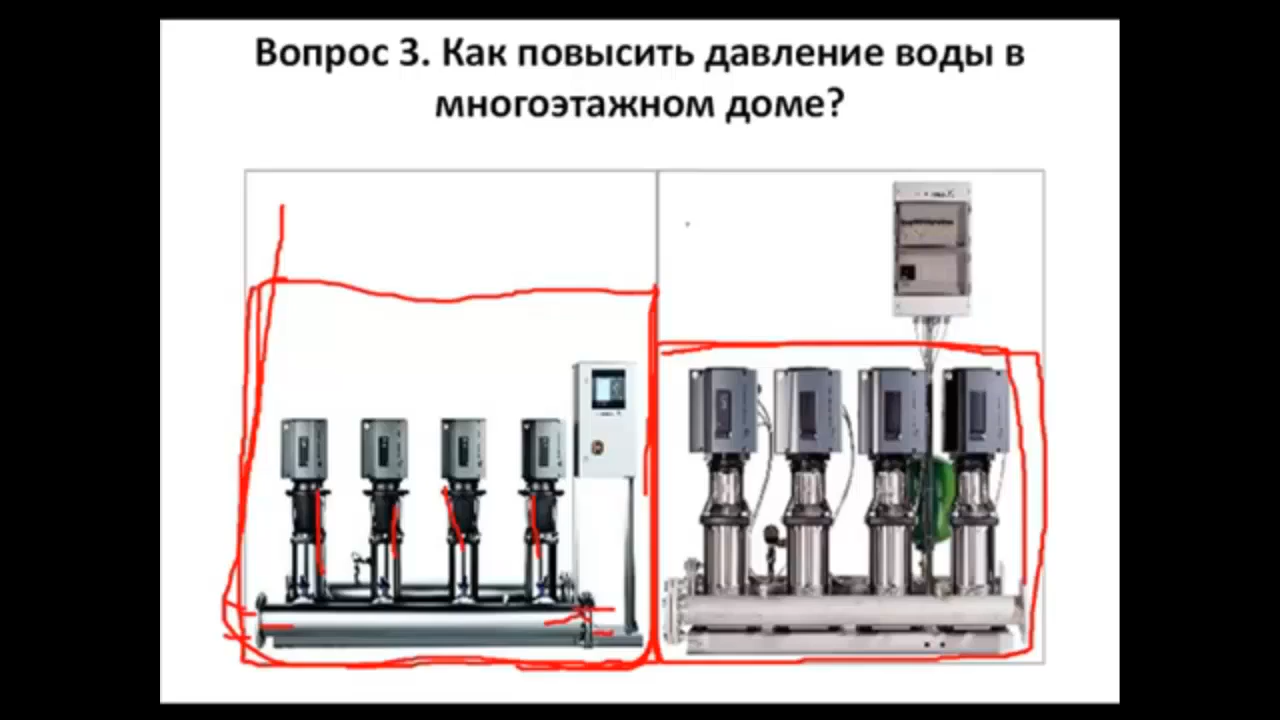 Вопрос 3. Как повысить давление воды в
многоэтажном доме?